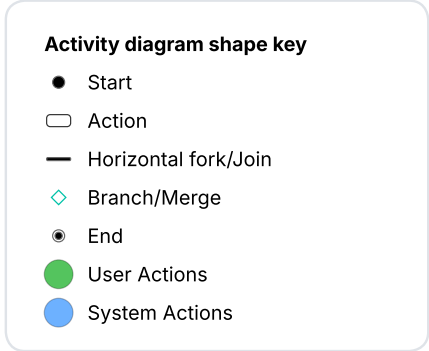 Activity diagram shape key
Start
Action
Horizontal fork/Join
Branch/Merge
End
User Actions
System Actions